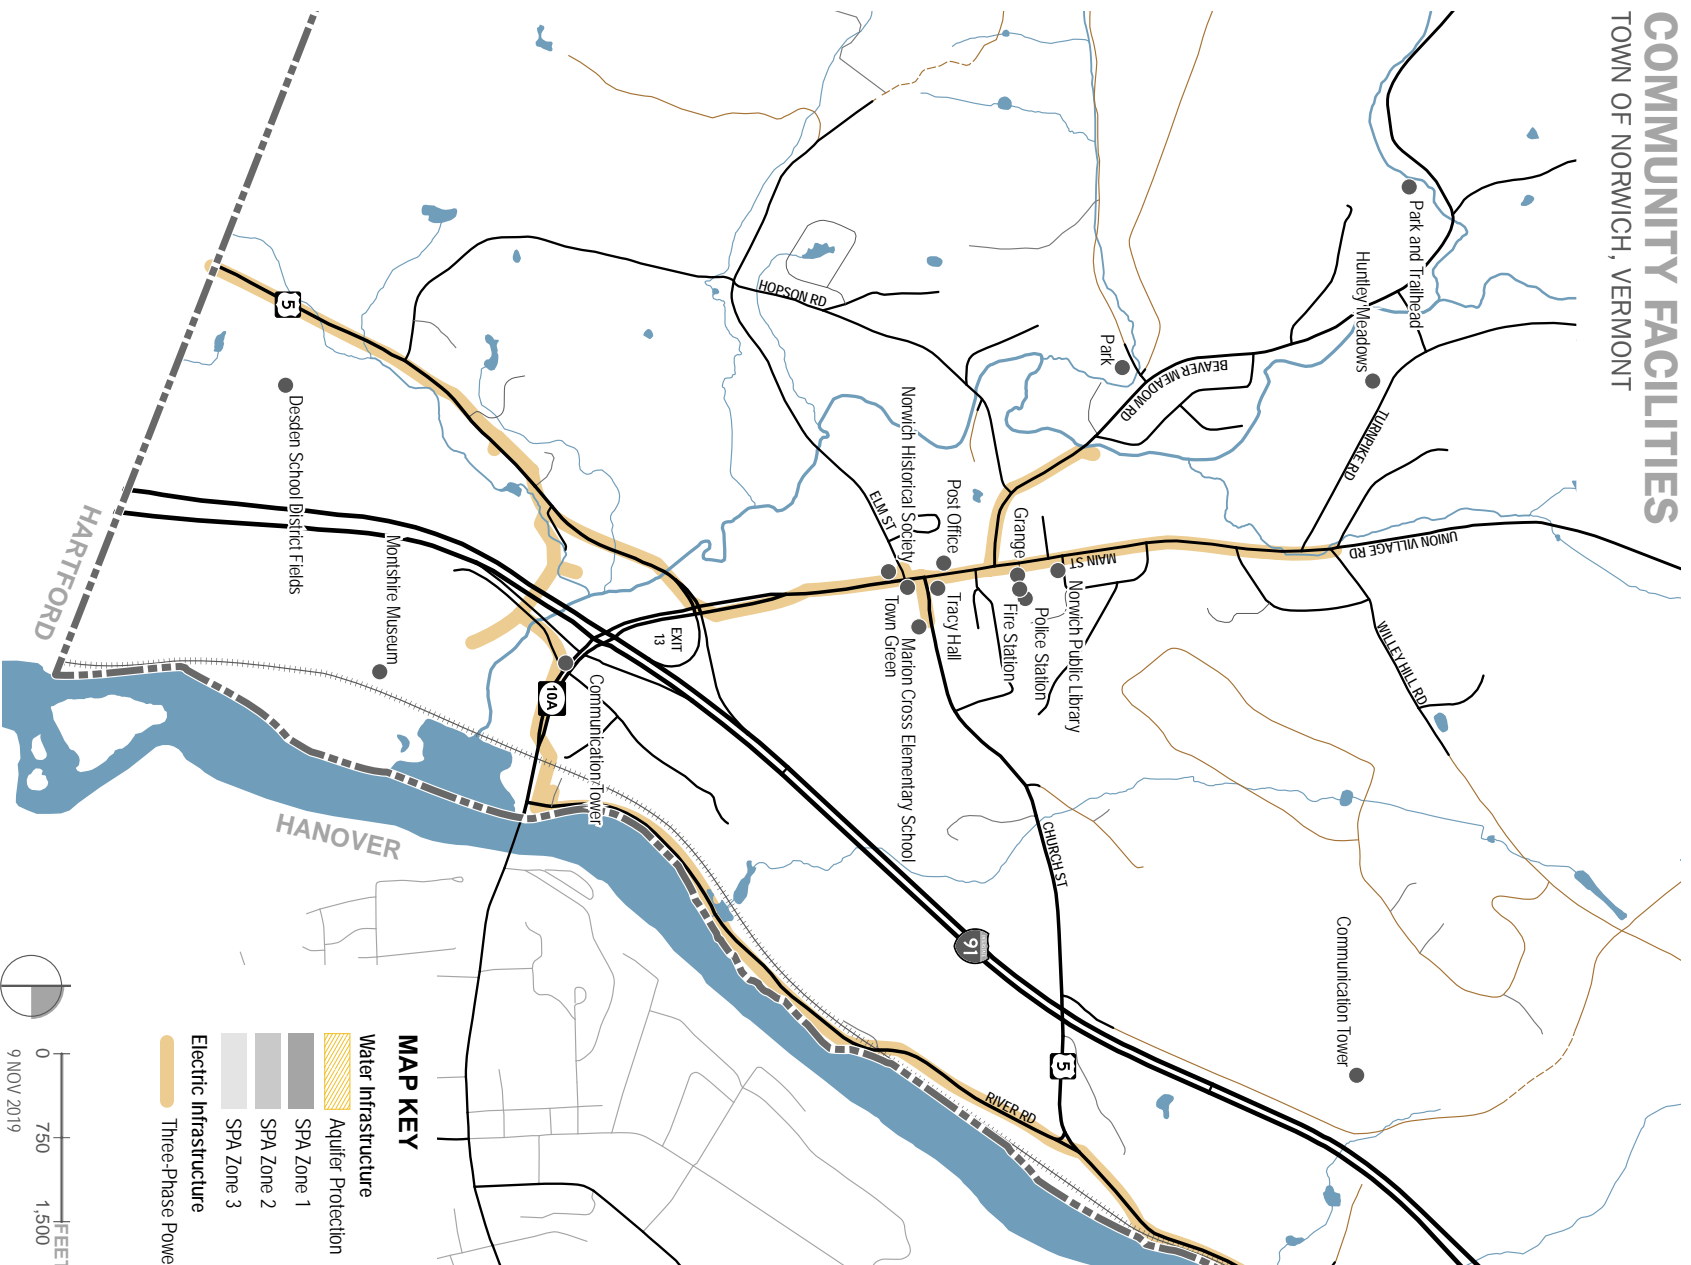 COMMUNITY FACILITIES
TOWN OF NORWICH, VERMONT
Park and Trailhead
Huntley Meadows
TURNPIKE RD
UNION VILLAGE RD
WILLEY HILL RD
BEAVER MEADOW RD
Park
HOPSON RD
MAIN ST
Norwich Public Library
Police Station
Grange
Fire Station
Post Office
Tracy Hall
Norwich Historical Society
Marion Cross Elementary School
Town Green
ELM ST
CHURCH ST
Communication Tower
91
5
RIVER RD
EXIT
13
Communication Tower
10A
5
Desden School District Fields
Montshire Museum
HARTFORD
HANOVER
MAP KEY
Water Infrastructure
Aquifer Protection
SPA Zone 1
SPA Zone 2
SPA Zone 3
Electric Infrastructure
Three-Phase Powe
0 750 1,500
FEET
9 NOV 2019